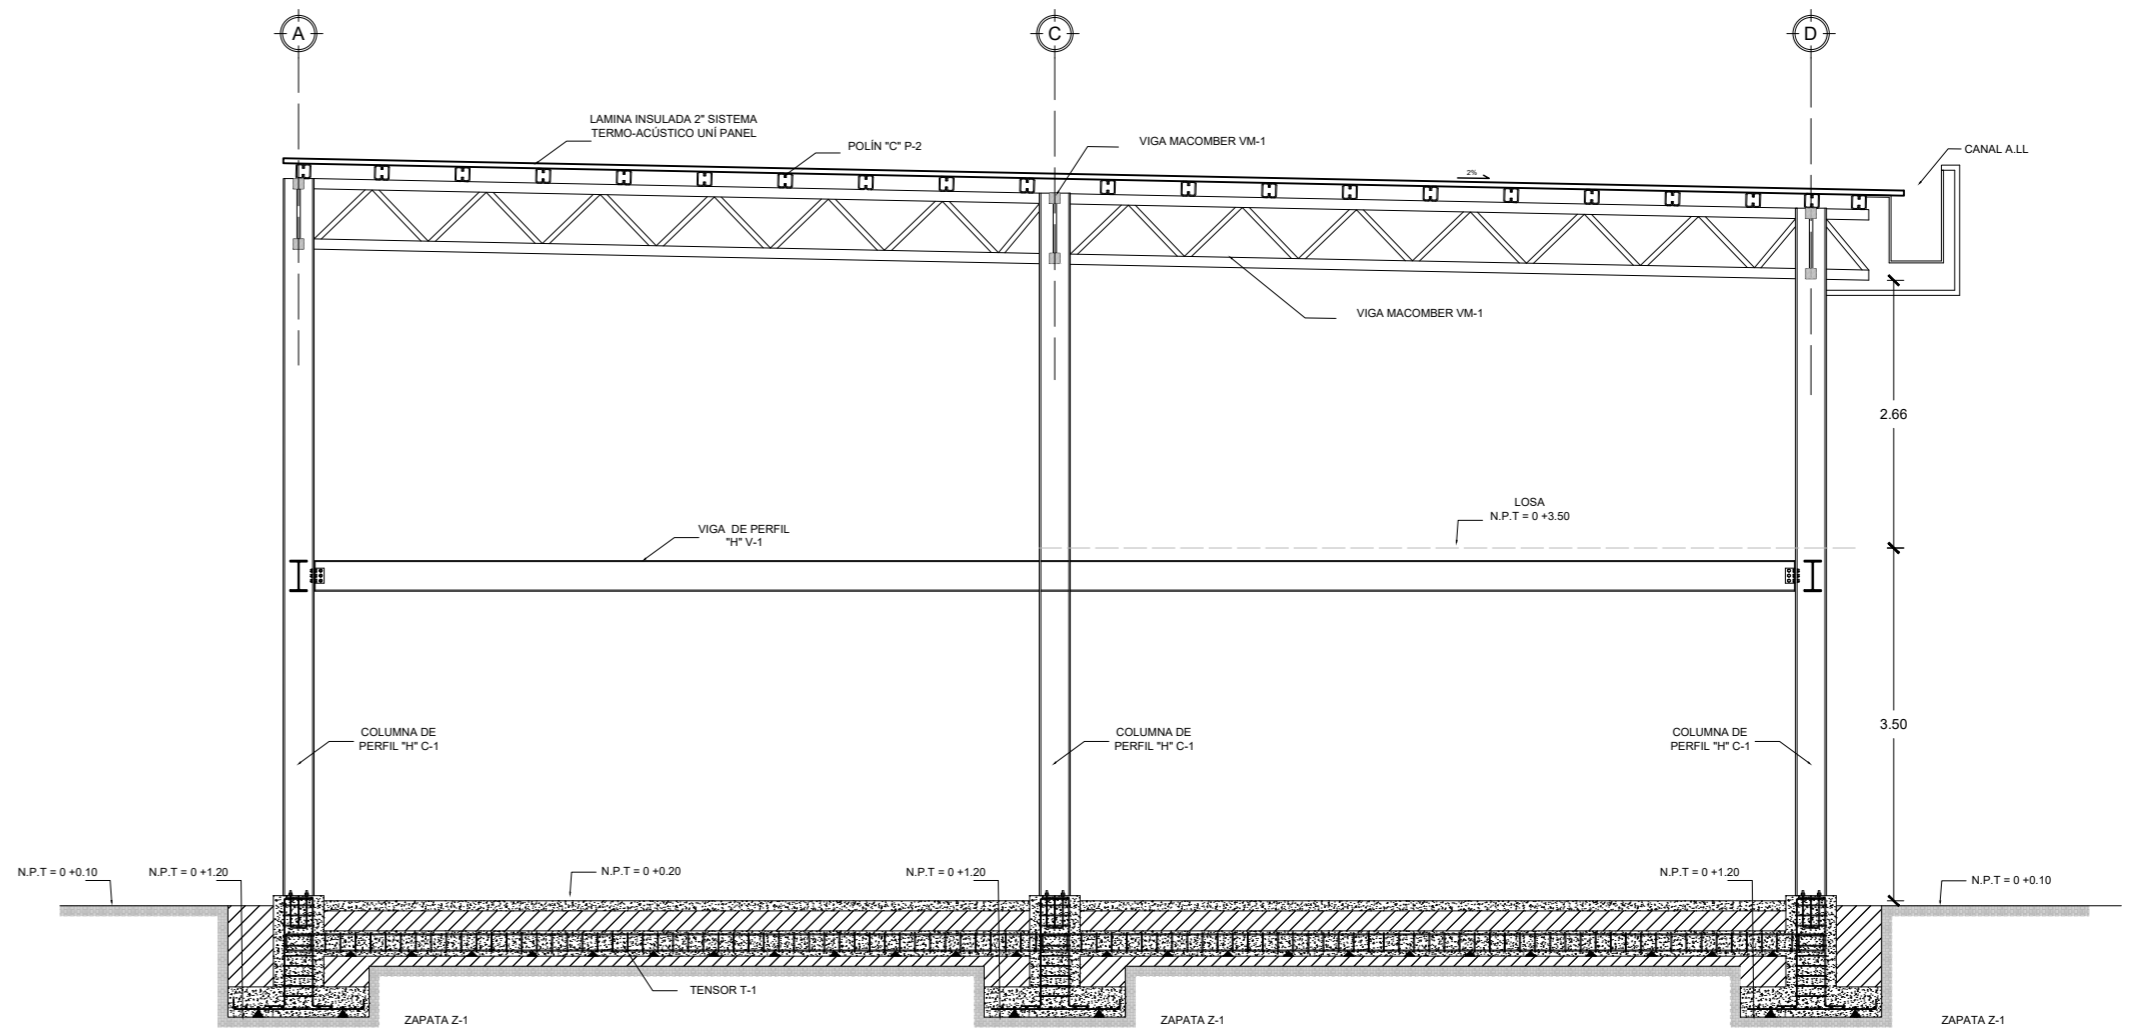 A
C
D
LAMINA INSULADA 2" SISTEMA
TERMO-ACÚSTICO UNÍ PANEL
POLÍN "C" P-2
VIGA MACOMBER VM-1
2%
CANAL A.LL
VIGA MACOMBER VM-1
2.66
LOSA
N.P.T = 0 +3.50
VIGA DE PERFIL
"H" V-1
3.50
COLUMNA DE
PERFIL "H" C-1
COLUMNA DE
PERFIL "H" C-1
COLUMNA DE
PERFIL "H" C-1
N.P.T = 0 +0.10
N.P.T = 0 +1.20
N.P.T = 0 +0.20
N.P.T = 0 +1.20
N.P.T = 0 +1.20
N.P.T = 0 +0.10
TENSOR T-1
ZAPATA Z-1
ZAPATA Z-1
ZAPATA Z-1